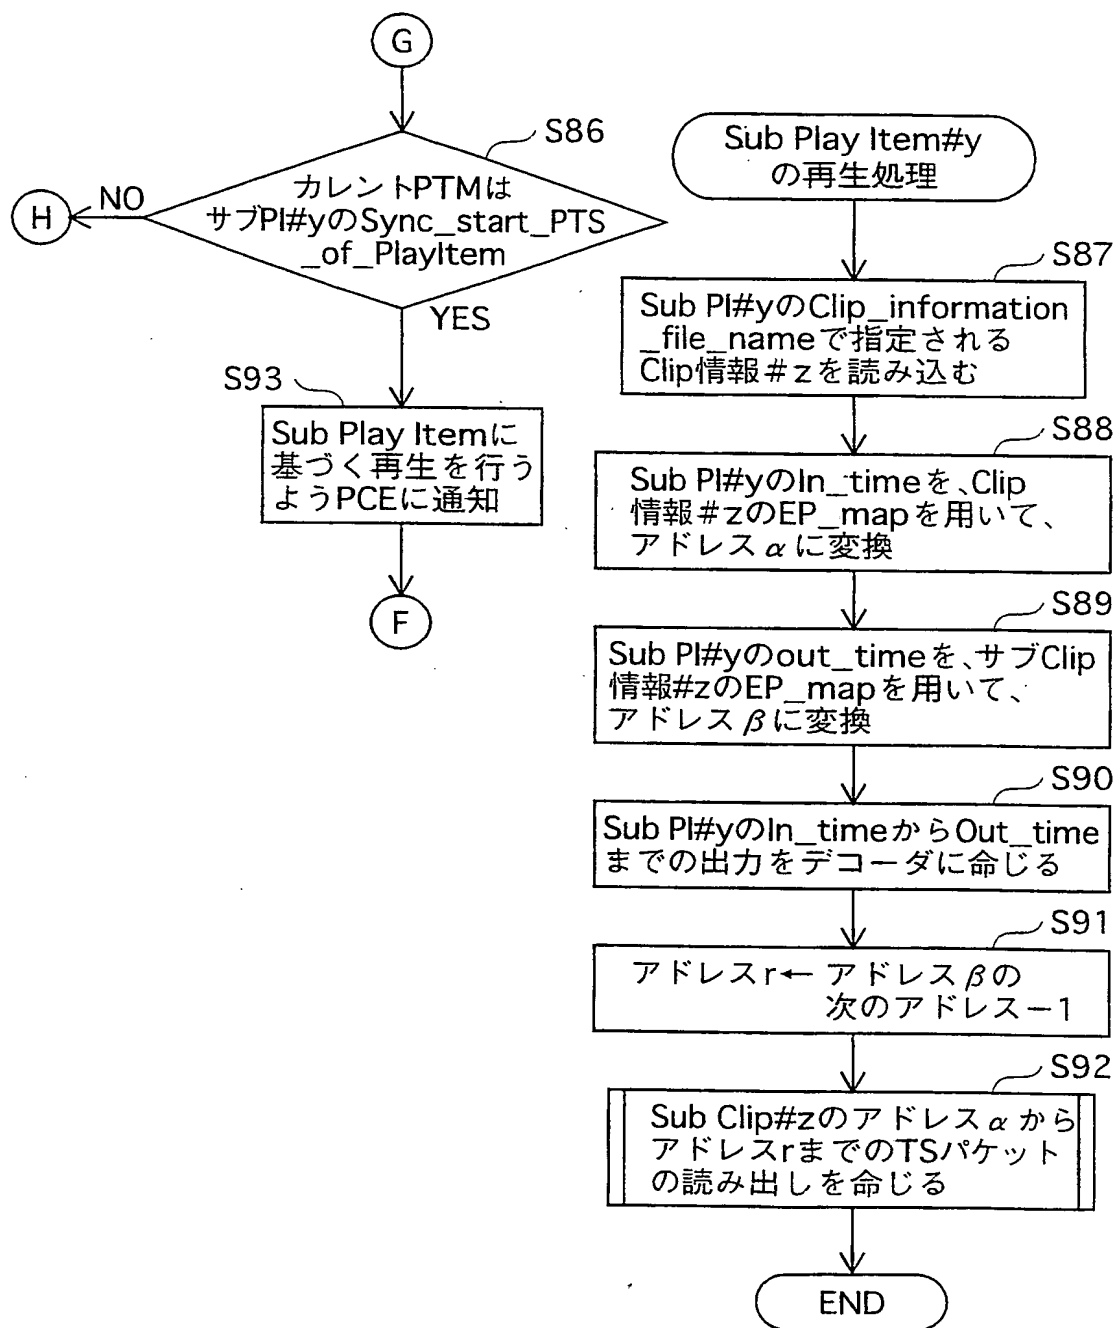 G
S86
カレントPTMは
サブPI#yのSync_start_PTS
_of_PlayItem
NO
H
YES
S93
Sub Play Itemに
基づく再生を行う
ようPCEに通知
F
Sub Play Item#y
の再生処理
S87
Sub PI#yのClip_information
_file_nameで指定される
Clip情報#zを読み込む
S88
Sub PI#yのIn_timeを、Clip
情報#zのEP_mapを用いて、
アドレスαに変換
S89
Sub PI#yのout_timeを、サブClip
情報#zのEP_mapを用いて、
アドレスβに変換
S90
Sub PI#yのIn_timeからOut_time
までの出力をデコーダに命じる
S91
アドレスr← アドレスβの
次のアドレス−1
S92
Sub Clip#zのアドレスαから
アドレスrまでのTSパケット
の読み出しを命じる
END